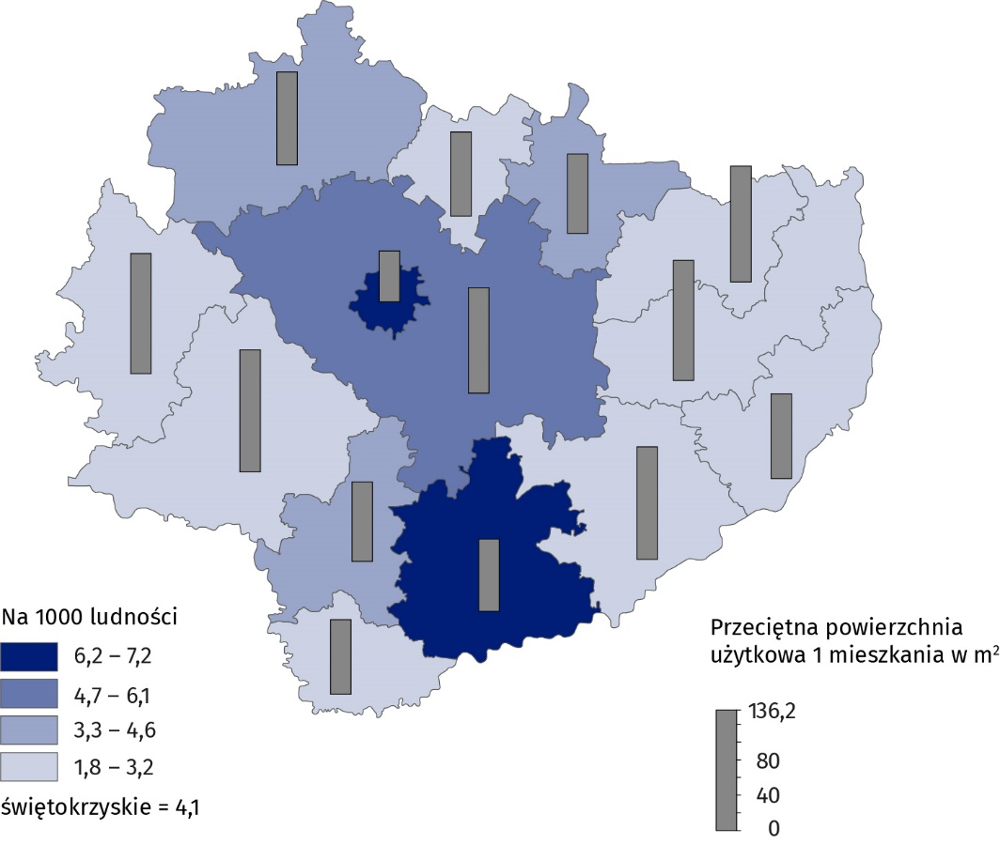 Na 1000 ludności
6,2 – 7,2
4,7 – 6,1
3,3 – 4,6
1,8 – 3,2
świętokrzyskie = 4,1
Przeciętna powierzchnia
użytkowa 1 mieszkania w m²
136,2
80
40
0